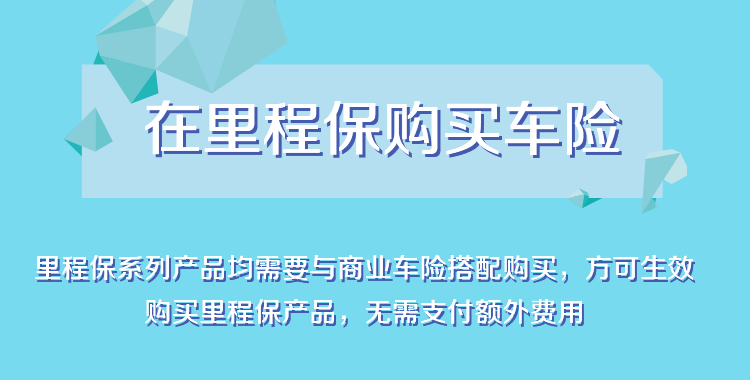 在里程保购买车险
里程保系列产品均需要与商业车险搭配购买，方可生效
购买里程保产品，无需支付额外费用